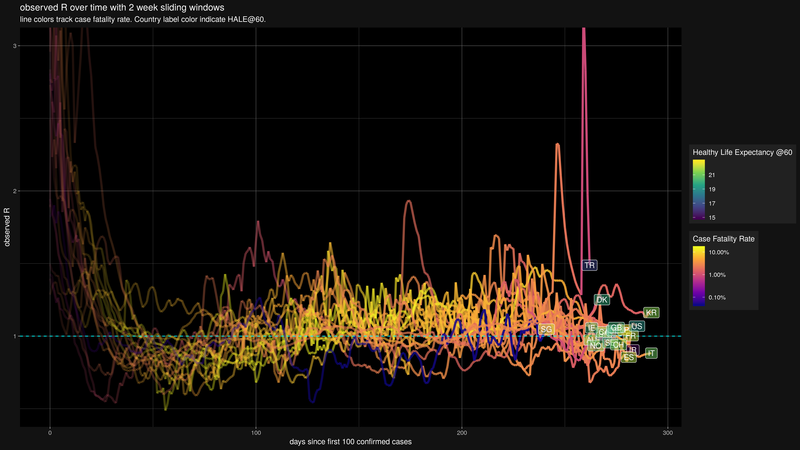 observed R over time with 2 week sliding windows
line colors track case fatality rate. Country label color indicate HALE@60.
3
2
1
observed R
0
100
200
300
days since first 100 confirmed cases
TR
DK
KR
SG
GB
US
NO
CH
ES
IT
Healthy Life Expectancy @60
21
19
17
15
Case Fatality Rate
10.00%
1.00%
0.10%